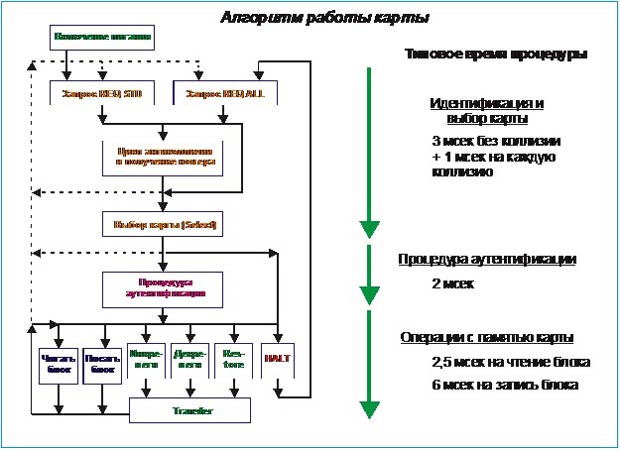 Алгоритм работы карты
Включение питания
Типовое время процедуры
Запрос REQ STD
Запрос REQ ALL
Идентификация и
выбор карты
3 мсек без коллизии
+ 1 мсек на каждую
коллизию
Цикл антиколлизии
и получение номера
Выбор карты (Select)
Процедура аутентификации
2 мсек
Процедура
аутентификации
Операции с памятью карты
2,5 мсек на чтение блока
6 мсек на запись блока
Читать
блок
Писать
блок
Инкре-
мент
Декре-
мент
Res-
tore
HALT
Transfer